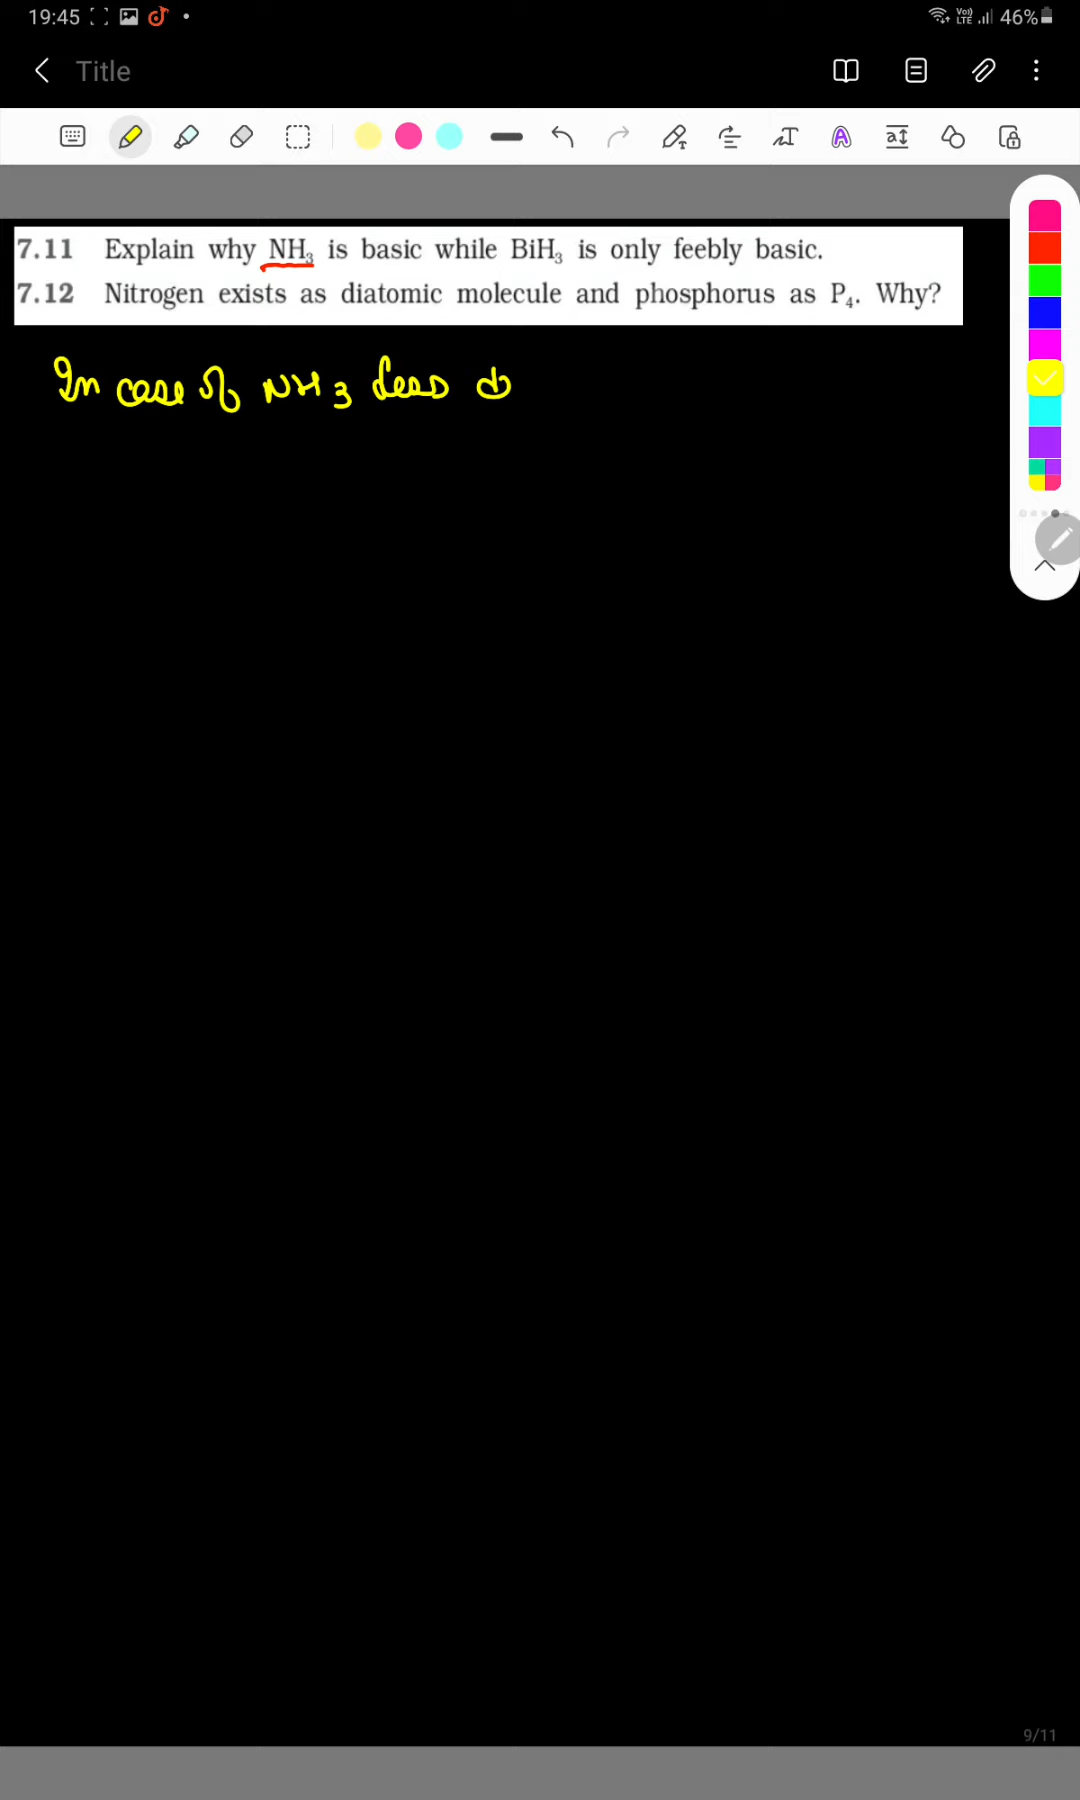 19:45
46%
Title
7.11 Explain why NH₃ is basic while BiH₃ is only feebly basic.
7.12 Nitrogen exists as diatomic molecule and phosphorus as P₄. Why?
In case of NH3 less
9/11